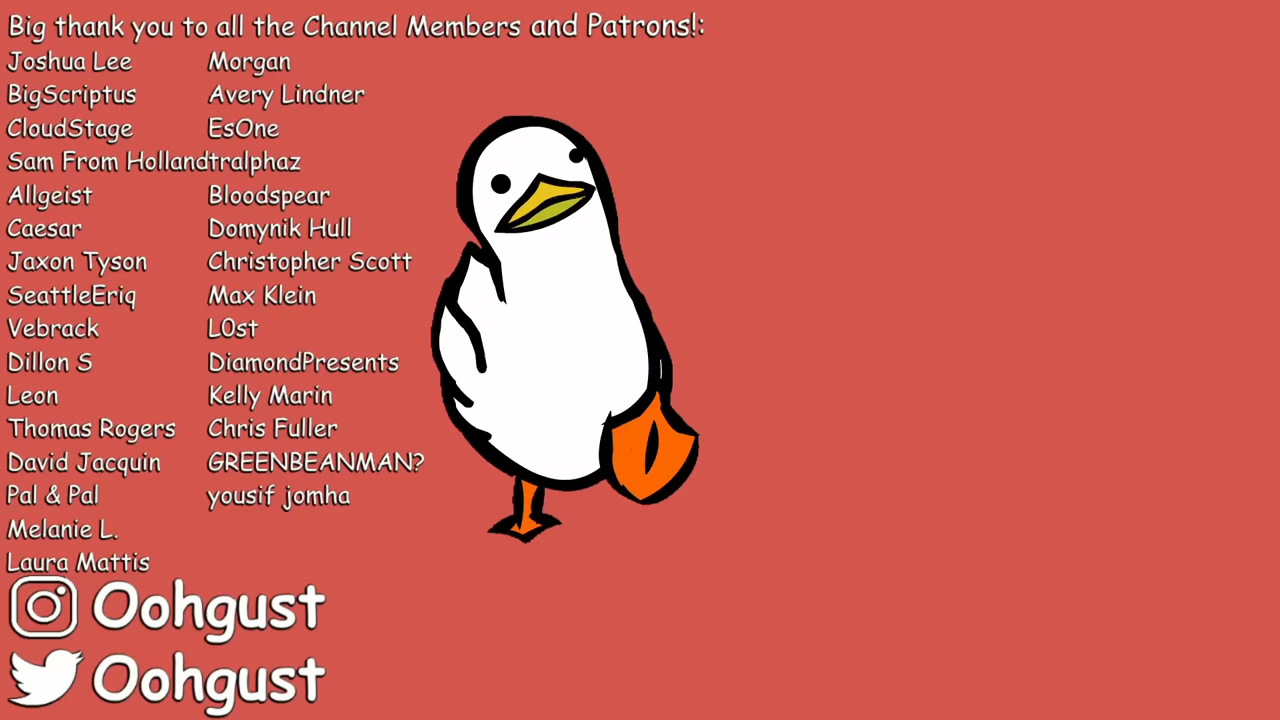 Big thank you to all the Channel Members and Patrons!:
Joshua Lee
BigScriptus
CloudStage
Sam From Holland
Allgeist
Caesar
Jaxon Tyson
SeattleEriq
Vebrack
Dillon S
Leon
Thomas Rogers
David Jacquin
Pal & Pal
Melanie L.
Laura Mattis
Morgan
Avery Lindner
EsOne
tralphaz
Bloodspear
Domynik Hull
Christopher Scott
Max Klein
L0st
DiamondPresents
Kelly Marin
Chris Fuller
GREENBEANMAN?
yousif jomha
Oohgust
Oohgust